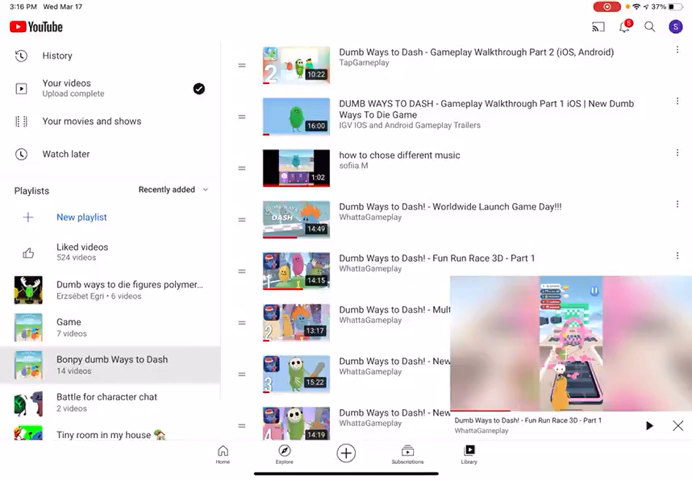 3:16 PM Wed Mar 17
37%
YouTube
5
S
History
Your videos
Upload complete
Your movies and shows
Watch later
Playlists
Recently added
New playlist
Liked videos
524 videos
Dumb ways to die figures polymer...
Erzsébet Egri • 6 videos
Game
7 videos
Bonpy dumb Ways to Dash
14 videos
Battle for character chat
2 videos
Tiny room in my house
2
10:22
Dumb Ways to Dash - Gameplay Walkthrough Part 2 (iOS, Android)
TapGameplay
16:00
DUMB WAYS TO DASH - Gameplay Walkthrough Part 1 iOS | New Dumb
Ways To Die Game
IGV IOS and Android Gameplay Trailers
1:02
how to chose different music
sofiia M
DASH
14:49
Dumb Ways to Dash! - Worldwide Launch Game Day!!!
WhattaGameplay
1
14:15
Dumb Ways to Dash! - Fun Run Race 3D - Part 1
WhattaGameplay
2
13:17
Dumb Ways to Dash! - Mult
WhattaGameplay
3
15:22
Dumb Ways to Dash! - New
WhattaGameplay
4
14:19
Dumb Ways to Dash! - New
WhattaGameplay
Dumb Ways to Dash! - Fun Run Race 3D - Part 1
WhattaGameplay
Home
Explore
Subscriptions
Library